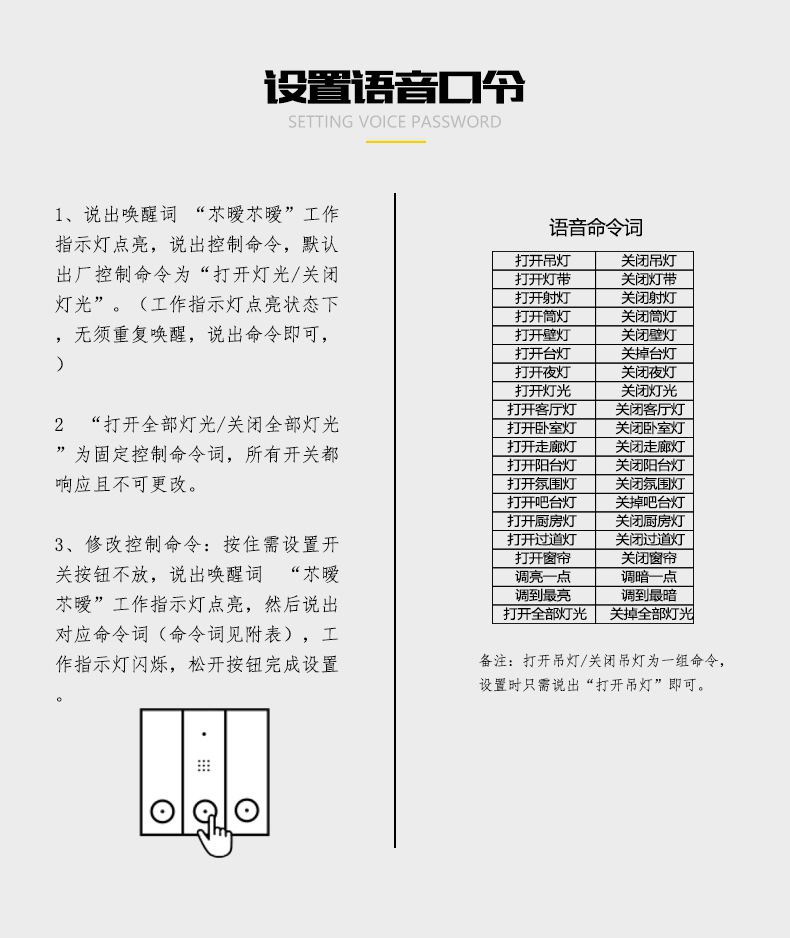 设置语音口令
SETTING VOICE PASSWORD
1、说出唤醒词 “苶暧苶暧”工作
指示灯点亮，说出控制命令，默认
出厂控制命令为“打开灯光/关闭
灯光”。（工作指示灯点亮状态下
，无须重复唤醒，说出命令即可，
）
2 “打开全部灯光/关闭全部灯光
”为固定控制命令词，所有开关都
响应且不可更改。
3、修改控制命令：按住需设置开
关按钮不放，说出唤醒词 “苶暧
苶暧”工作指示灯点亮，然后说出
对应命令词（命令词见附表），工
作指示灯闪烁，松开按钮完成设置
。
语音命令词
打开吊灯 关闭吊灯
打开灯带 关闭灯带
打开射灯 关闭射灯
打开筒灯 关闭筒灯
打开壁灯 关闭壁灯
打开台灯 关掉台灯
打开夜灯 关闭夜灯
打开灯光 关闭灯光
打开客厅灯 关闭客厅灯
打开卧室灯 关闭卧室灯
打开走廊灯 关闭走廊灯
打开阳台灯 关闭阳台灯
打开氛围灯 关闭氛围灯
打开吧台灯 关掉吧台灯
打开厨房灯 关闭厨房灯
打开过道灯 关闭过道灯
打开窗帘 关闭窗帘
调亮一点 调暗一点
调到最亮 调到最暗
打开全部灯光 关掉全部灯光
备注：打开吊灯/关闭吊灯为一组命令，
设置时只需说出“打开吊灯”即可。